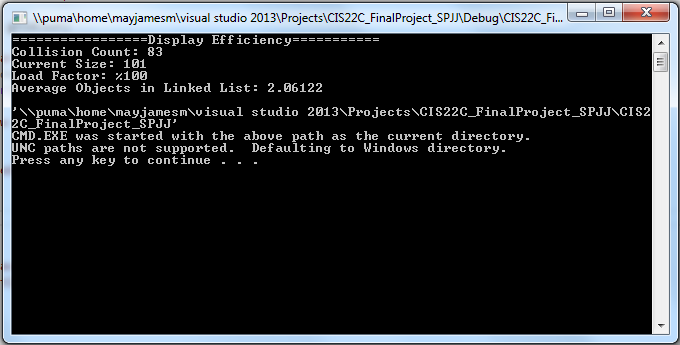 \\puma\home\mayjamesm\visual studio 2013\Projects\CIS22C_FinalProject_SPJJ\Debug\CIS22C_Fi...
=================Display Efficiency===========
Collision Count: 83
Current Size: 101
Load Factor: %100
Average Objects in Linked List: 2.06122
'\\puma\home\mayjamesm\visual studio 2013\Projects\CIS22C_FinalProject_SPJJ\CIS2
2C_FinalProject_SPJJ'
CMD.EXE was started with the above path as the current directory.
UNC paths are not supported.  Defaulting to Windows directory.
Press any key to continue . . .